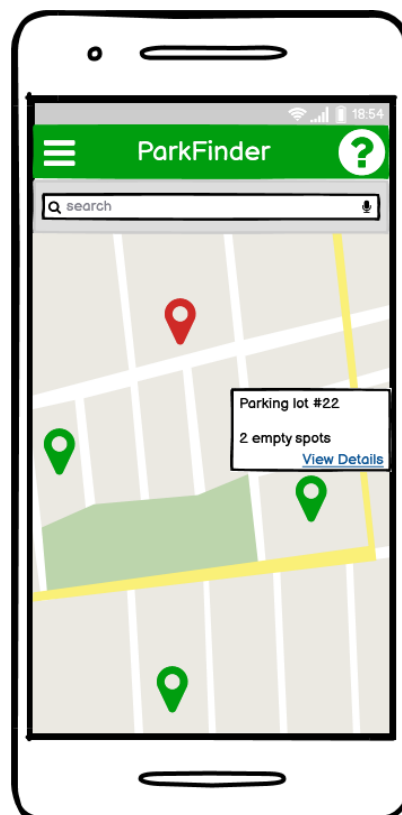 18:54
ParkFinder
?
search
Parking lot #22
2 empty spots
View Details